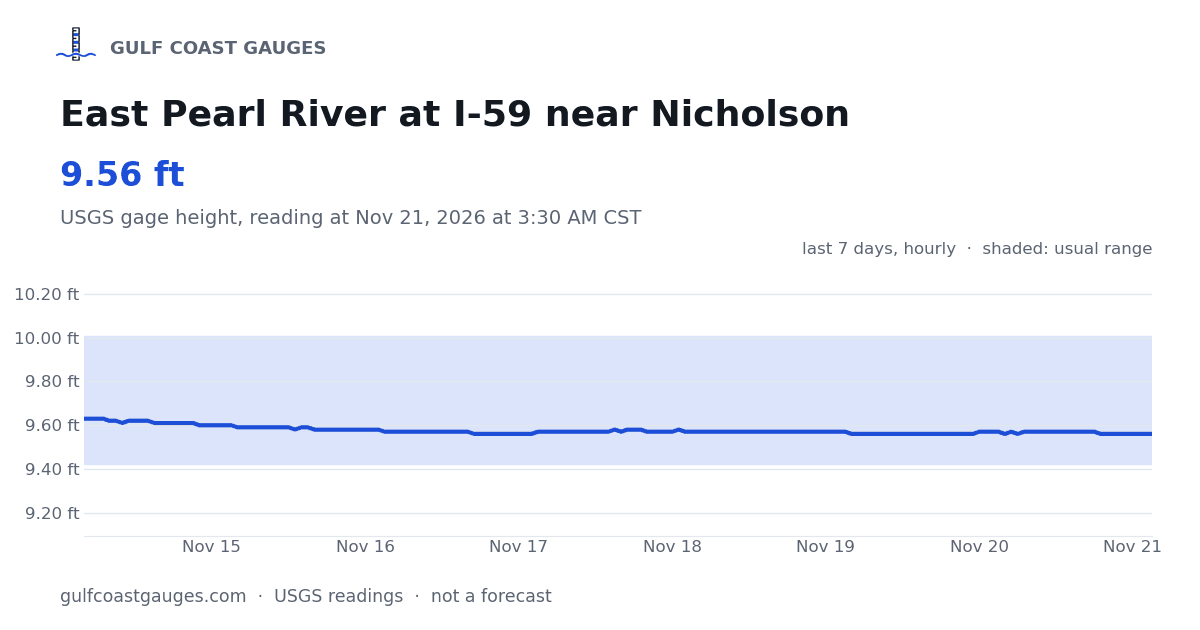 GULF COAST GAUGES
East Pearl River at I-59 near Nicholson
9.56 ft
USGS gage height, reading at Nov 21, 2026 at 3:30 AM CST
last 7 days, hourly · shaded: usual range
10.20 ft
10.00 ft
9.80 ft
9.60 ft
9.40 ft
9.20 ft
Nov 15 Nov 16 Nov 17 Nov 18 Nov 19 Nov 20 Nov 21
gulfcoastgauges.com · USGS readings · not a forecast